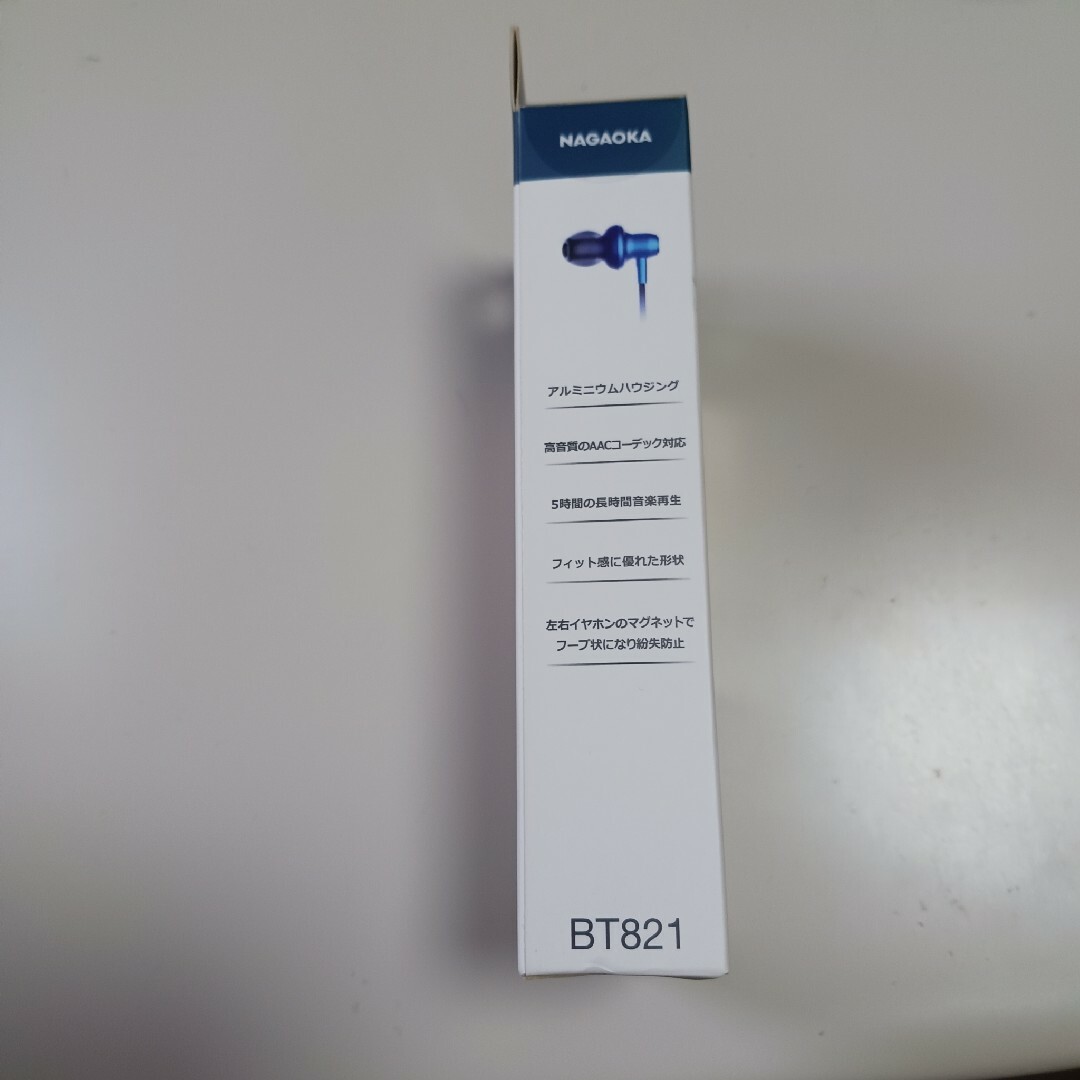 NAGAOKA
アルミニウムハウジング
高音質のAACコーデック対応
5時間の長時間音楽再生
フィット感に優れた形状
左右イヤホンのマグネットで
フープ状になり紛失防止
BT821